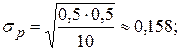 σ_p = √(0,5 · 0,5 / 10) ≈ 0,158;